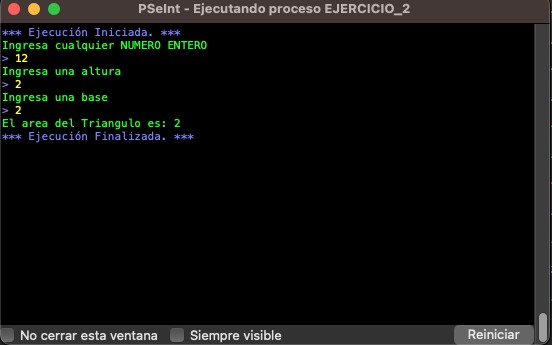 PSeInt - Ejecutando proceso EJERCICIO_2
*** Ejecución Iniciada. ***
Ingresa cualquier NUMERO ENTERO
> 12
Ingresa una altura
> 2
Ingresa una base
> 2
El area del Triangulo es: 2
*** Ejecución Finalizada. ***
No cerrar esta ventana
Siempre visible
Reiniciar